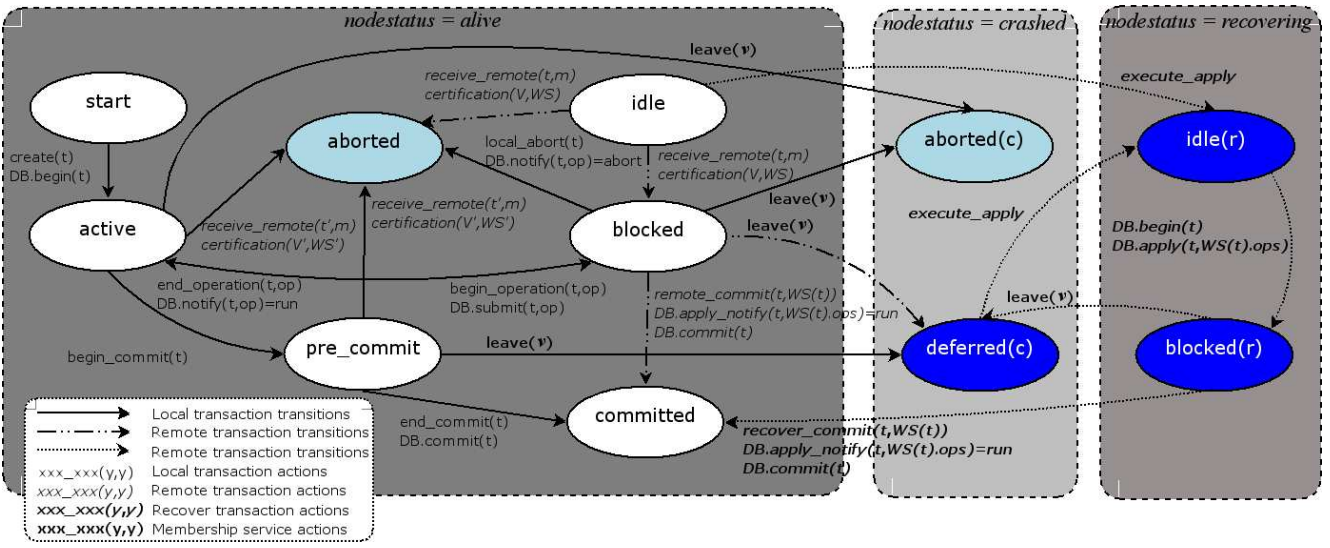 nodestatus = alive
nodestatus = crashed
nodestatus = recovering
leave(v)
receive_remote(t,m)
certification(V,WS)
execute_apply
start
idle
aborted
aborted(c)
idle(r)
local_abort(t)
DB.notify(t,op)=abort
receive_remote(t,m)
certification(V,WS)
create(t)
DB.begin(t)
leave(v)
receive_remote(t',m)
certification(V',WS')
execute_apply
active
receive_remote(t',m)
certification(V',WS')
blocked
leave(v)
DB.begin(t)
DB.apply(t,WS(t).ops)
end_operation(t,op)
DB.notify(t,op)=run
begin_operation(t,op)
DB.submit(t,op)
remote_commit(t,WS(t))
DB.apply_notify(t,WS(t).ops)=run
DB.commit(t)
leave(v)
begin_commit(t)
pre_commit
leave(v)
deferred(c)
blocked(r)
end_commit(t)
DB.commit(t)
committed
recover_commit(t,WS(t))
DB.apply_notify(t,WS(t).ops)=run
DB.commit(t)
Local transaction transitions
Remote transaction transitions
Remote transaction transitions
xxx_xxx(y,y) Local transaction actions
xxx_xxx(y,y) Remote transaction actions
xxx_xxx(y,y) Recover transaction actions
xxx_xxx(y,y) Membership service actions